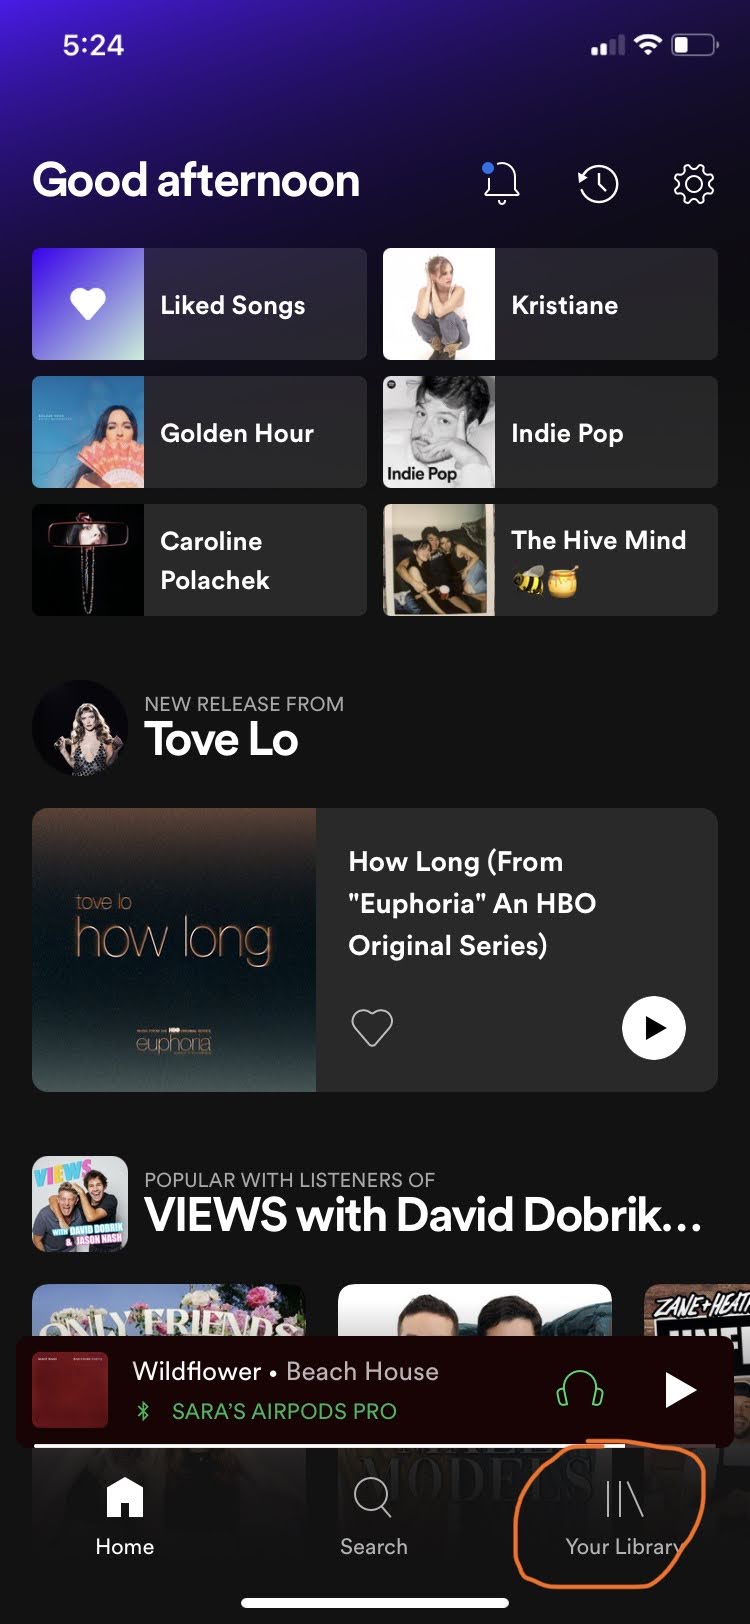 5:24
Good afternoon
Liked Songs
Kristiane
Golden Hour
Indie Pop
Indie Pop
Caroline
Polachek
The Hive Mind
🐝🍯
NEW RELEASE FROM
Tove Lo
tove lo
how long
HBO
euphoria
How Long (From
"Euphoria" An HBO
Original Series)
VIEWS
WITH DAVID DOBRIK
& JASON NASH
POPULAR WITH LISTENERS OF
VIEWS with David Dobrik...
ONLY FRIENDS
ZANE+HEATH
Wildflower • Beach House
SARA'S AIRPODS PRO
MODELS
Home
Search
Your Library